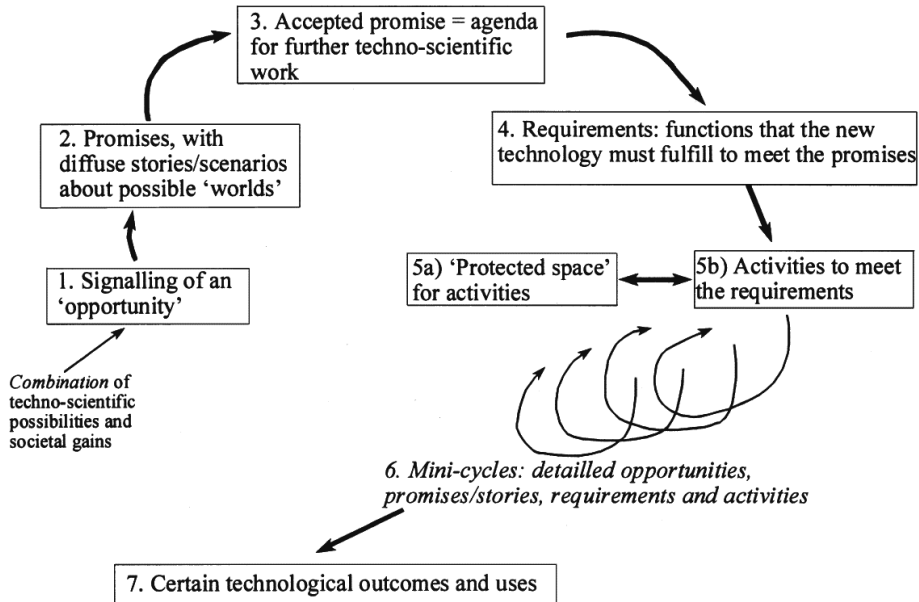 3. Accepted promise = agenda
for further techno-scientific
work
2. Promises, with
diffuse stories/scenarios
about possible ‘worlds’
4. Requirements: functions that the new
technology must fulfill to meet the promises
1. Signalling of an
‘opportunity’
5a) ‘Protected space’
for activities
5b) Activities to meet
the requirements
Combination of
techno-scientific
possibilities and
societal gains
6. Mini-cycles: detailled opportunities,
promises/stories, requirements and activities
7. Certain technological outcomes and uses